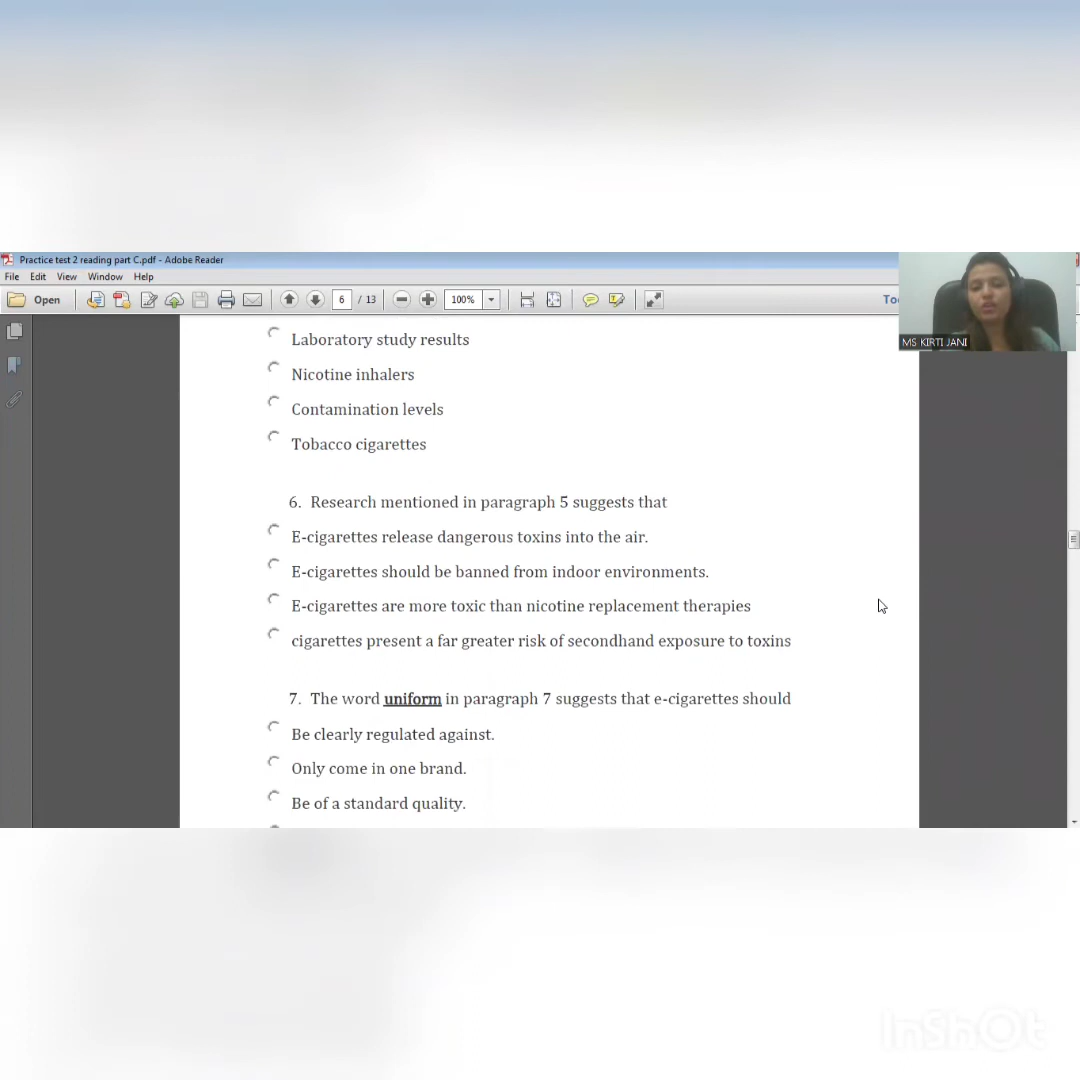 Practice test 2 reading part C.pdf - Adobe Reader
File Edit View Window Help
Open 6 / 13 100%
MS KIRTI JANI
Laboratory study results
Nicotine inhalers
Contamination levels
Tobacco cigarettes
6. Research mentioned in paragraph 5 suggests that
E-cigarettes release dangerous toxins into the air.
E-cigarettes should be banned from indoor environments.
E-cigarettes are more toxic than nicotine replacement therapies
cigarettes present a far greater risk of secondhand exposure to toxins
7. The word uniform in paragraph 7 suggests that e-cigarettes should
Be clearly regulated against.
Only come in one brand.
Be of a standard quality.
InShOt